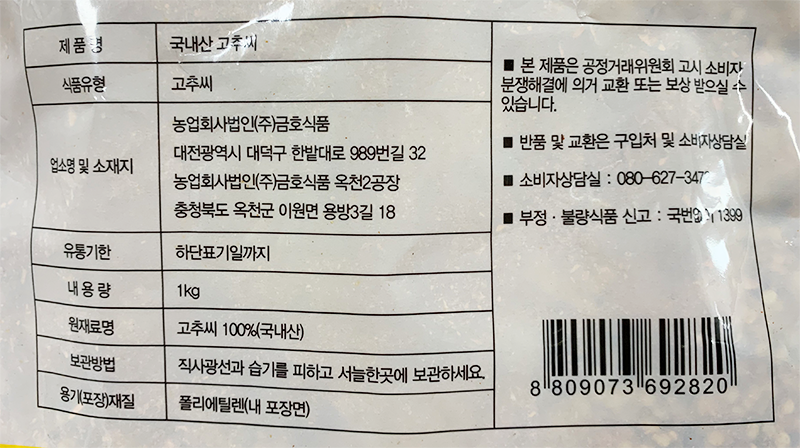 제 품 명 국내산 고추씨
식품유형 고추씨
업소명 및 소재지 농업회사법인(주)금호식품
대전광역시 대덕구 한밭대로 989번길 32
농업회사법인(주)금호식품 옥천2공장
충청북도 옥천군 이원면 용방3길 18
유통기한 하단표기일까지
내 용 량 1kg
원재료명 고추씨 100%(국내산)
보관방법 직사광선과 습기를 피하고 서늘한곳에 보관하세요.
용기(포장)재질 폴리에틸렌(내 포장면)
■ 본 제품은 공정거래위원회 고시 소비자
분쟁해결에 의거 교환 또는 보상 받으실 수
있습니다.
■ 반품 및 교환은 구입처 및 소비자상담실
■ 소비자상담실 : 
■ 부정 · 불량식품 신고 : 국번없이 1399
8 809073 692820